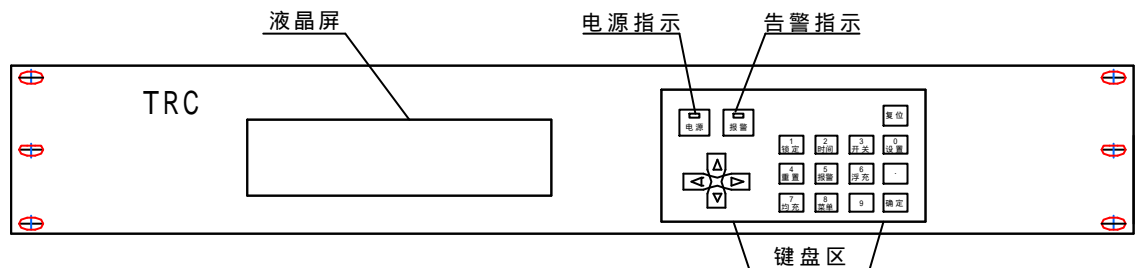 液晶屏
电源指示
告警指示
TRC
电源
报警
复位
1
锁定
2
时间
3
开关
0
设置
4
重置
5
报警
6
浮充
.
7
均充
8
菜单
9
确定
键盘区